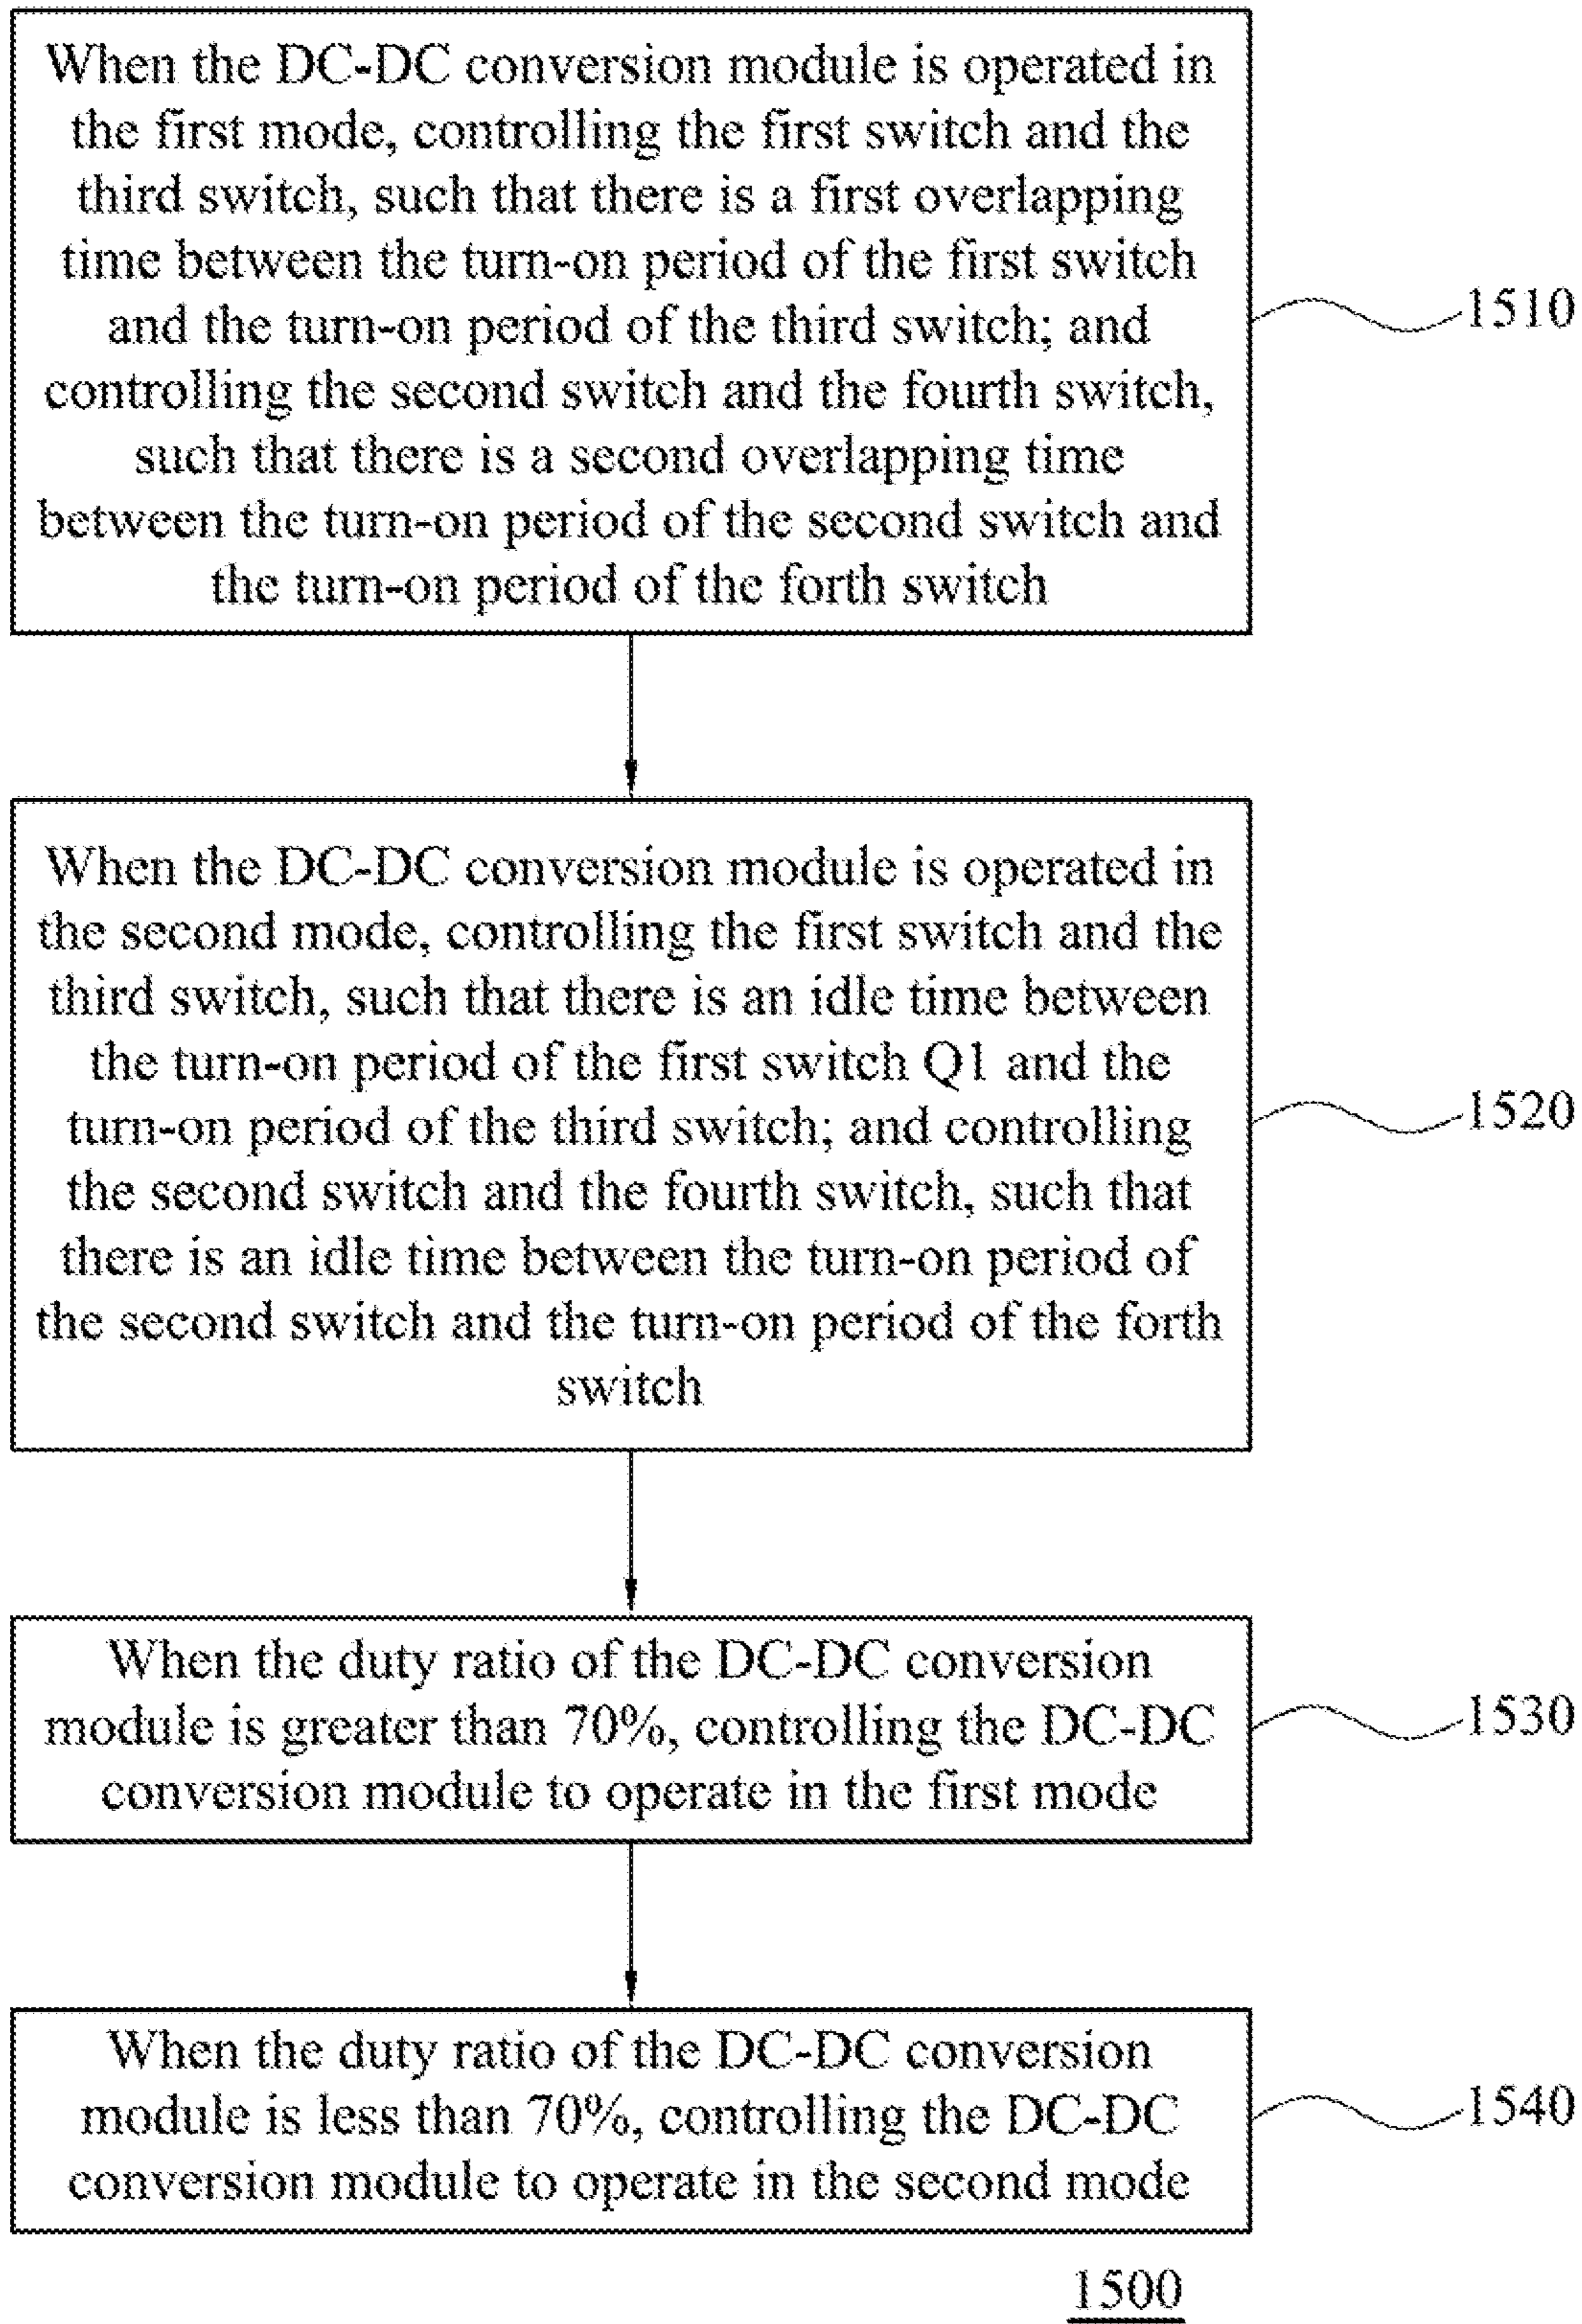 When the DC-DC conversion module is operated in
the first mode, controlling the first switch and the
third switch, such that there is a first overlapping
time between the turn-on period of the first switch
and the turn-on period of the third switch; and
controlling the second switch and the fourth switch,
such that there is a second overlapping time
between the turn-on period of the second switch and
the turn-on period of the forth switch
1510
When the DC-DC conversion module is operated in
the second mode, controlling the first switch and the
third switch, such that there is an idle time between
the turn-on period of the first switch Q1 and the
turn-on period of the third switch; and controlling
the second switch and the fourth switch, such that
there is an idle time between the turn-on period of
the second switch and the turn-on period of the forth
switch
1520
When the duty ratio of the DC-DC conversion
module is greater than 70%, controlling the DC-DC
conversion module to operate in the first mode
1530
When the duty ratio of the DC-DC conversion
module is less than 70%, controlling the DC-DC
conversion module to operate in the second mode
1540
1500